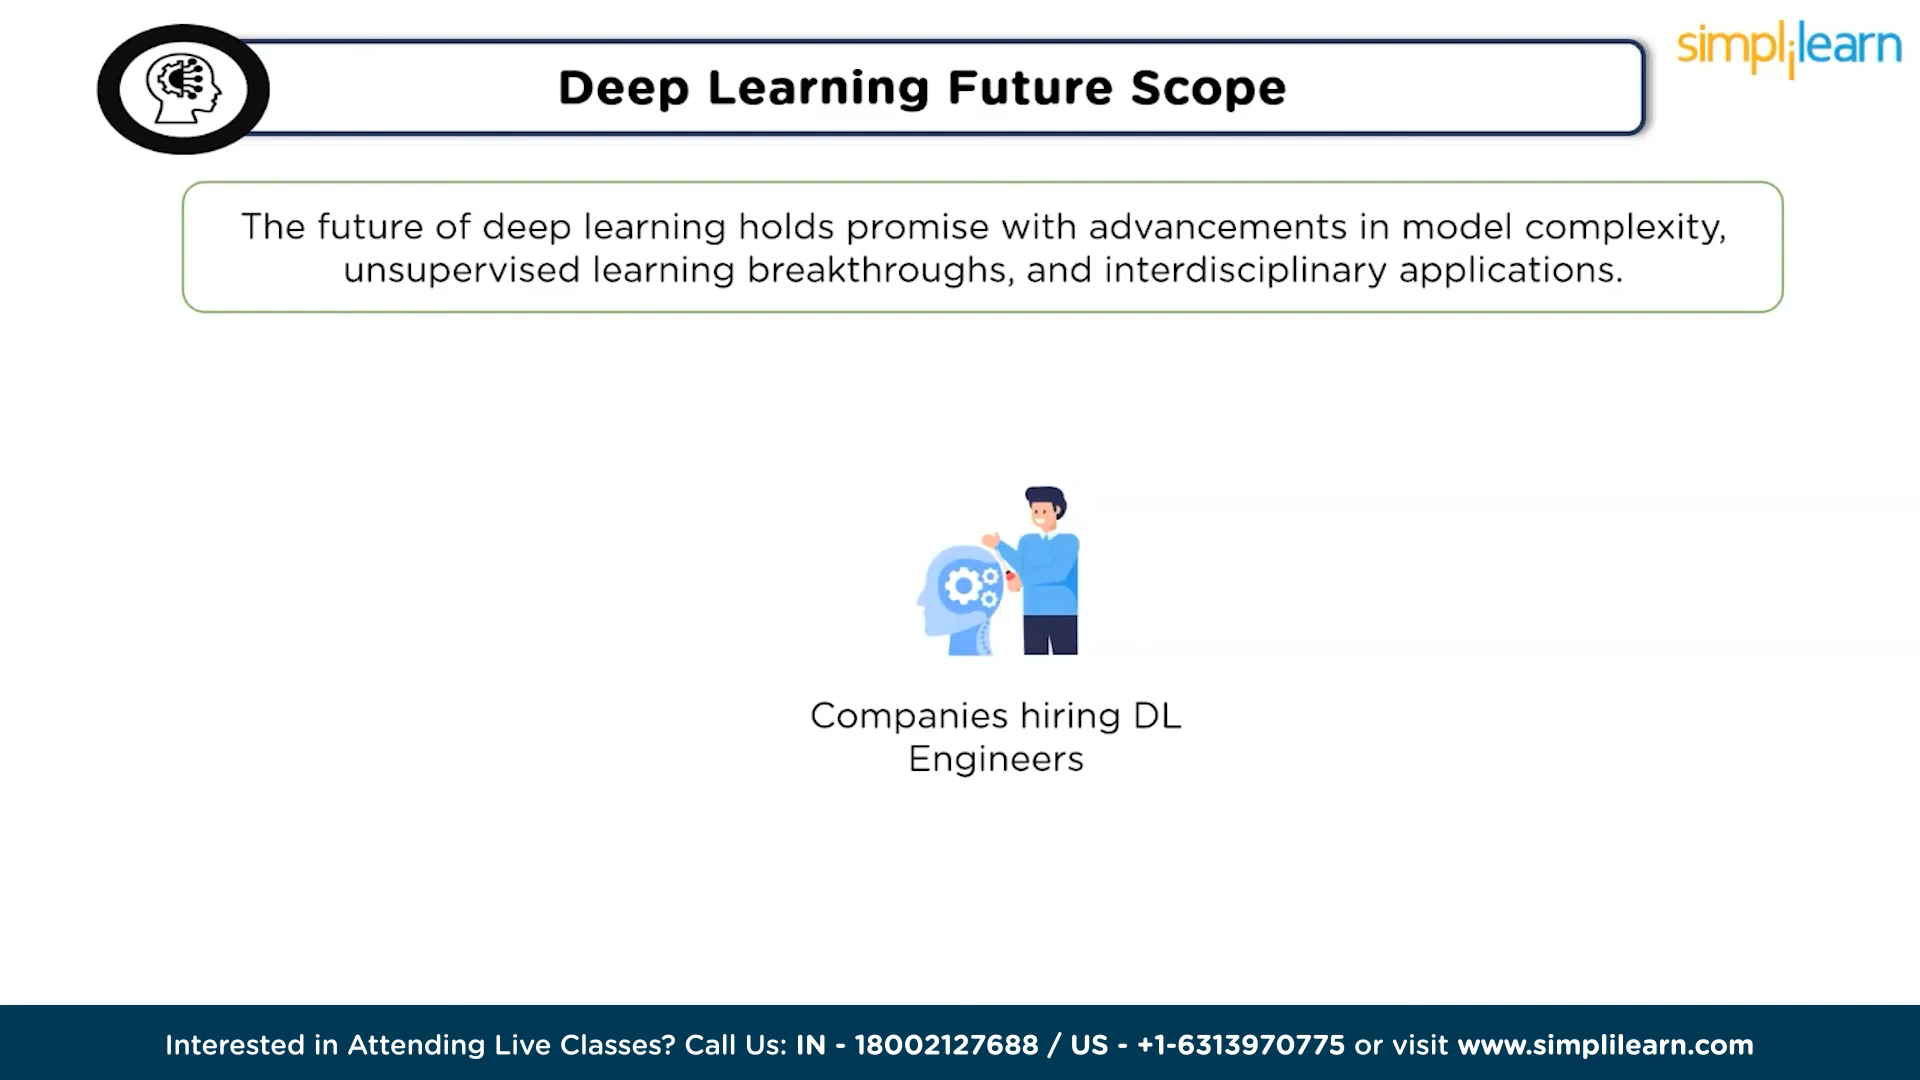 simplilearn
Deep Learning Future Scope
The future of deep learning holds promise with advancements in model complexity,
unsupervised learning breakthroughs, and interdisciplinary applications.
Companies hiring DL
Engineers
Interested in Attending Live Classes? Call Us: IN - 18002127688 / US - +1-6313970775 or visit www.simplilearn.com